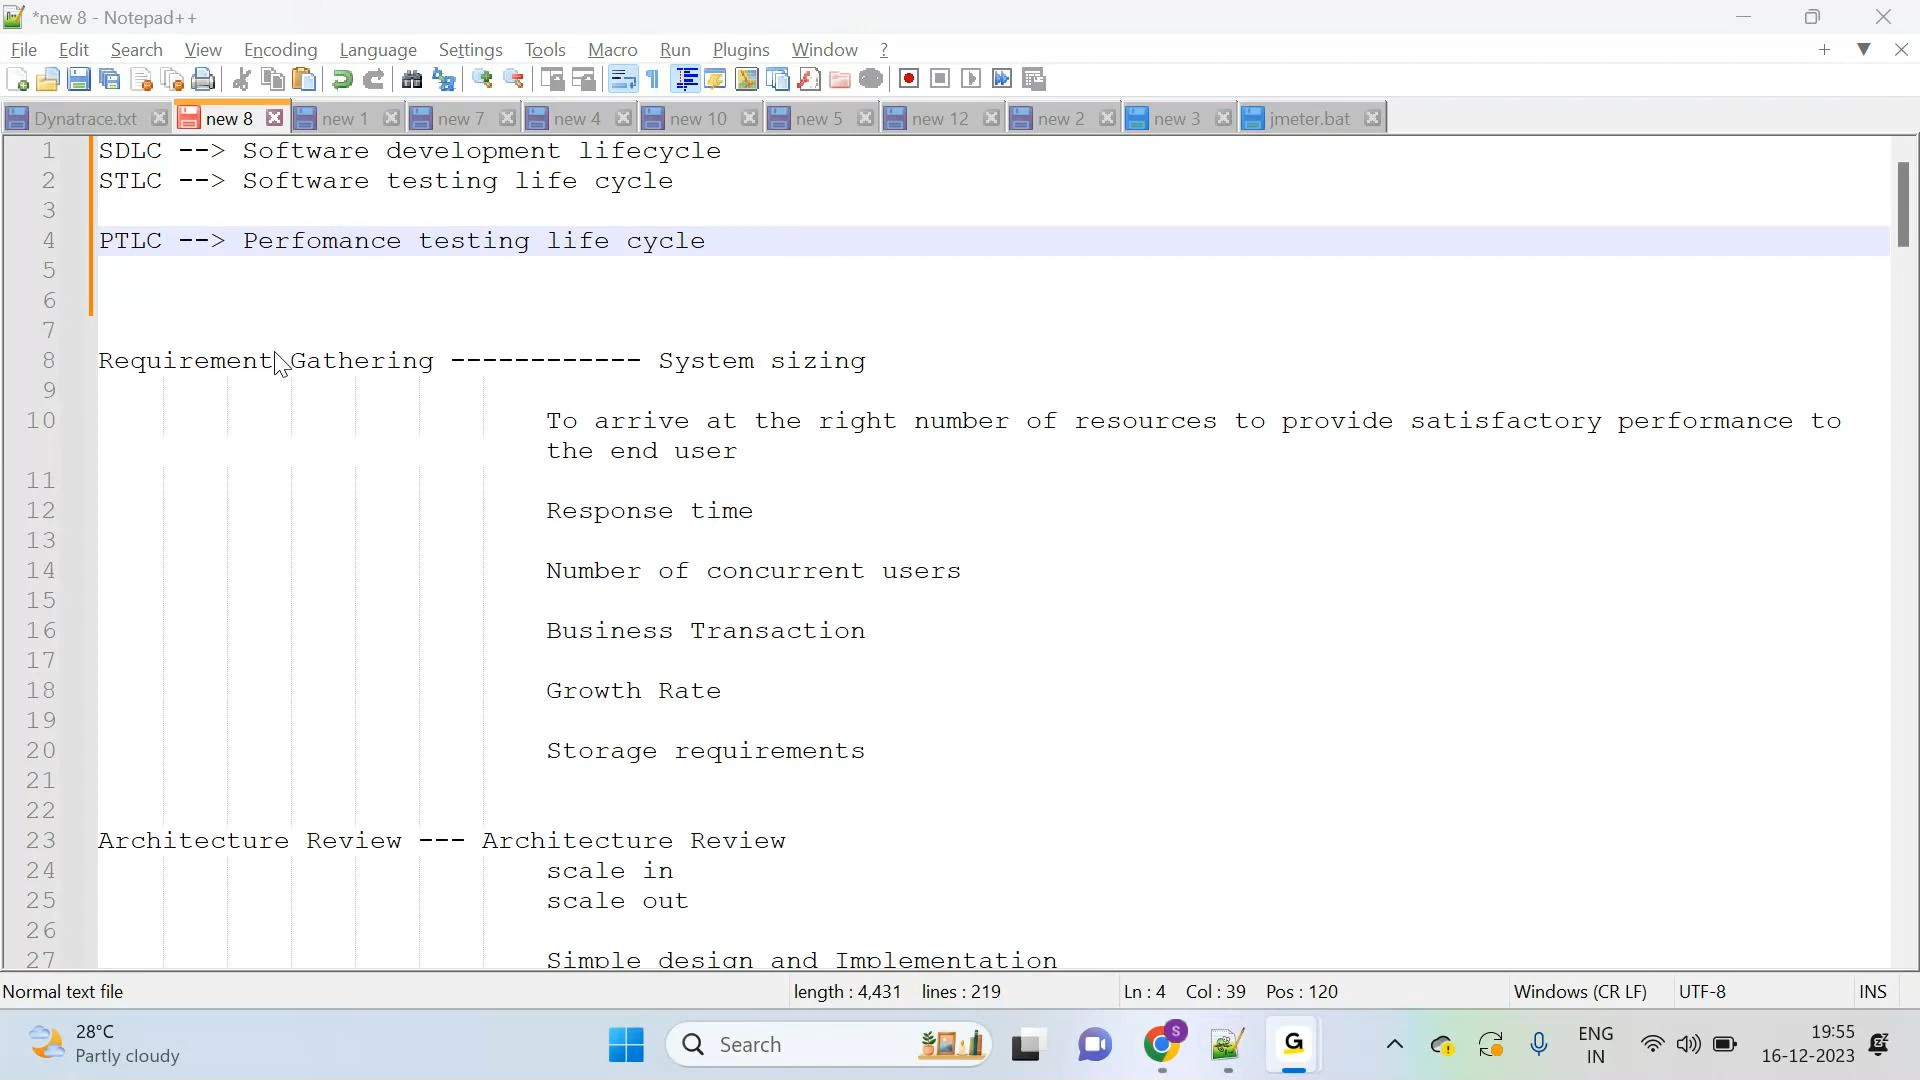 *new 8 - Notepad++
File Edit Search View Encoding Language Settings Tools Macro Run Plugins Window ?
Dynatrace.txt new 8 new 1 new 7 new 4 new 10 new 5 new 12 new 2 new 3 jmeter.bat
1 SDLC --> Software development lifecycle
2 STLC --> Software testing life cycle
3
4 PTLC --> Perfomance testing life cycle
5
6
7
8 Requirement Gathering ------------ System sizing
9
10 To arrive at the right number of resources to provide satisfactory performance to
the end user
11
12 Response time
13
14 Number of concurrent users
15
16 Business Transaction
17
18 Growth Rate
19
20 Storage requirements
21
22
23 Architecture Review --- Architecture Review
24 scale in
25 scale out
26
27 Simple design and Implementation
Normal text file length : 4,431 lines : 219 Ln : 4 Col : 39 Pos : 120 Windows (CR LF) UTF-8 INS
28°C
Partly cloudy
Search
S
G
ENG
IN
19:55
16-12-2023